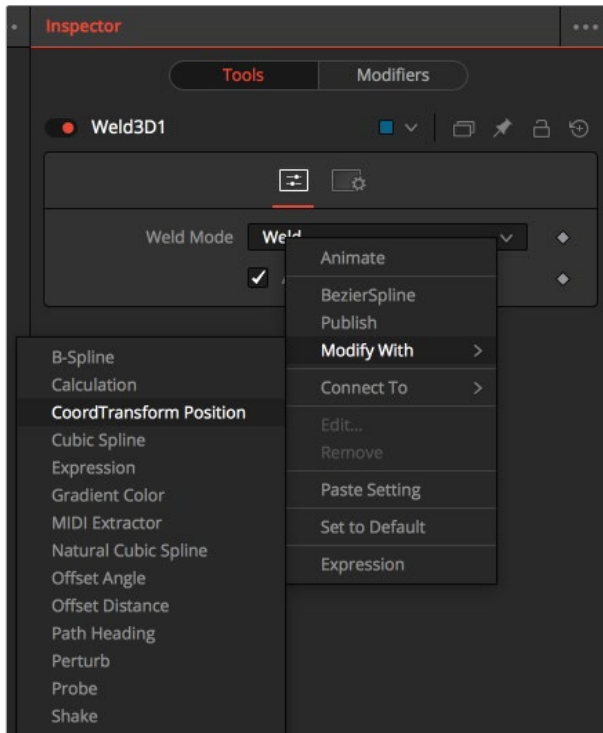 Inspector
Tools
Modifiers
Weld3D1
Weld Mode
Weld
Animate
BezierSpline
Publish
Modify With
Connect To
Edit...
Remove
Paste Setting
Set to Default
Expression
B-Spline
Calculation
CoordTransform Position
Cubic Spline
Expression
Gradient Color
MIDI Extractor
Natural Cubic Spline
Offset Angle
Offset Distance
Path Heading
Perturb
Probe
Shake